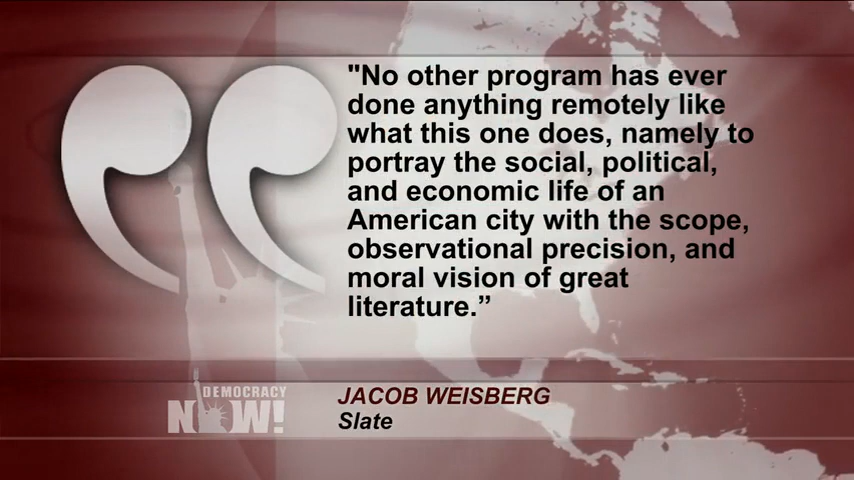 "No other program has ever
done anything remotely like
what this one does, namely to
portray the social, political,
and economic life of an
American city with the scope,
observational precision, and
moral vision of great
literature.”
JACOB WEISBERG
Slate
DEMOCRACY
NOW!